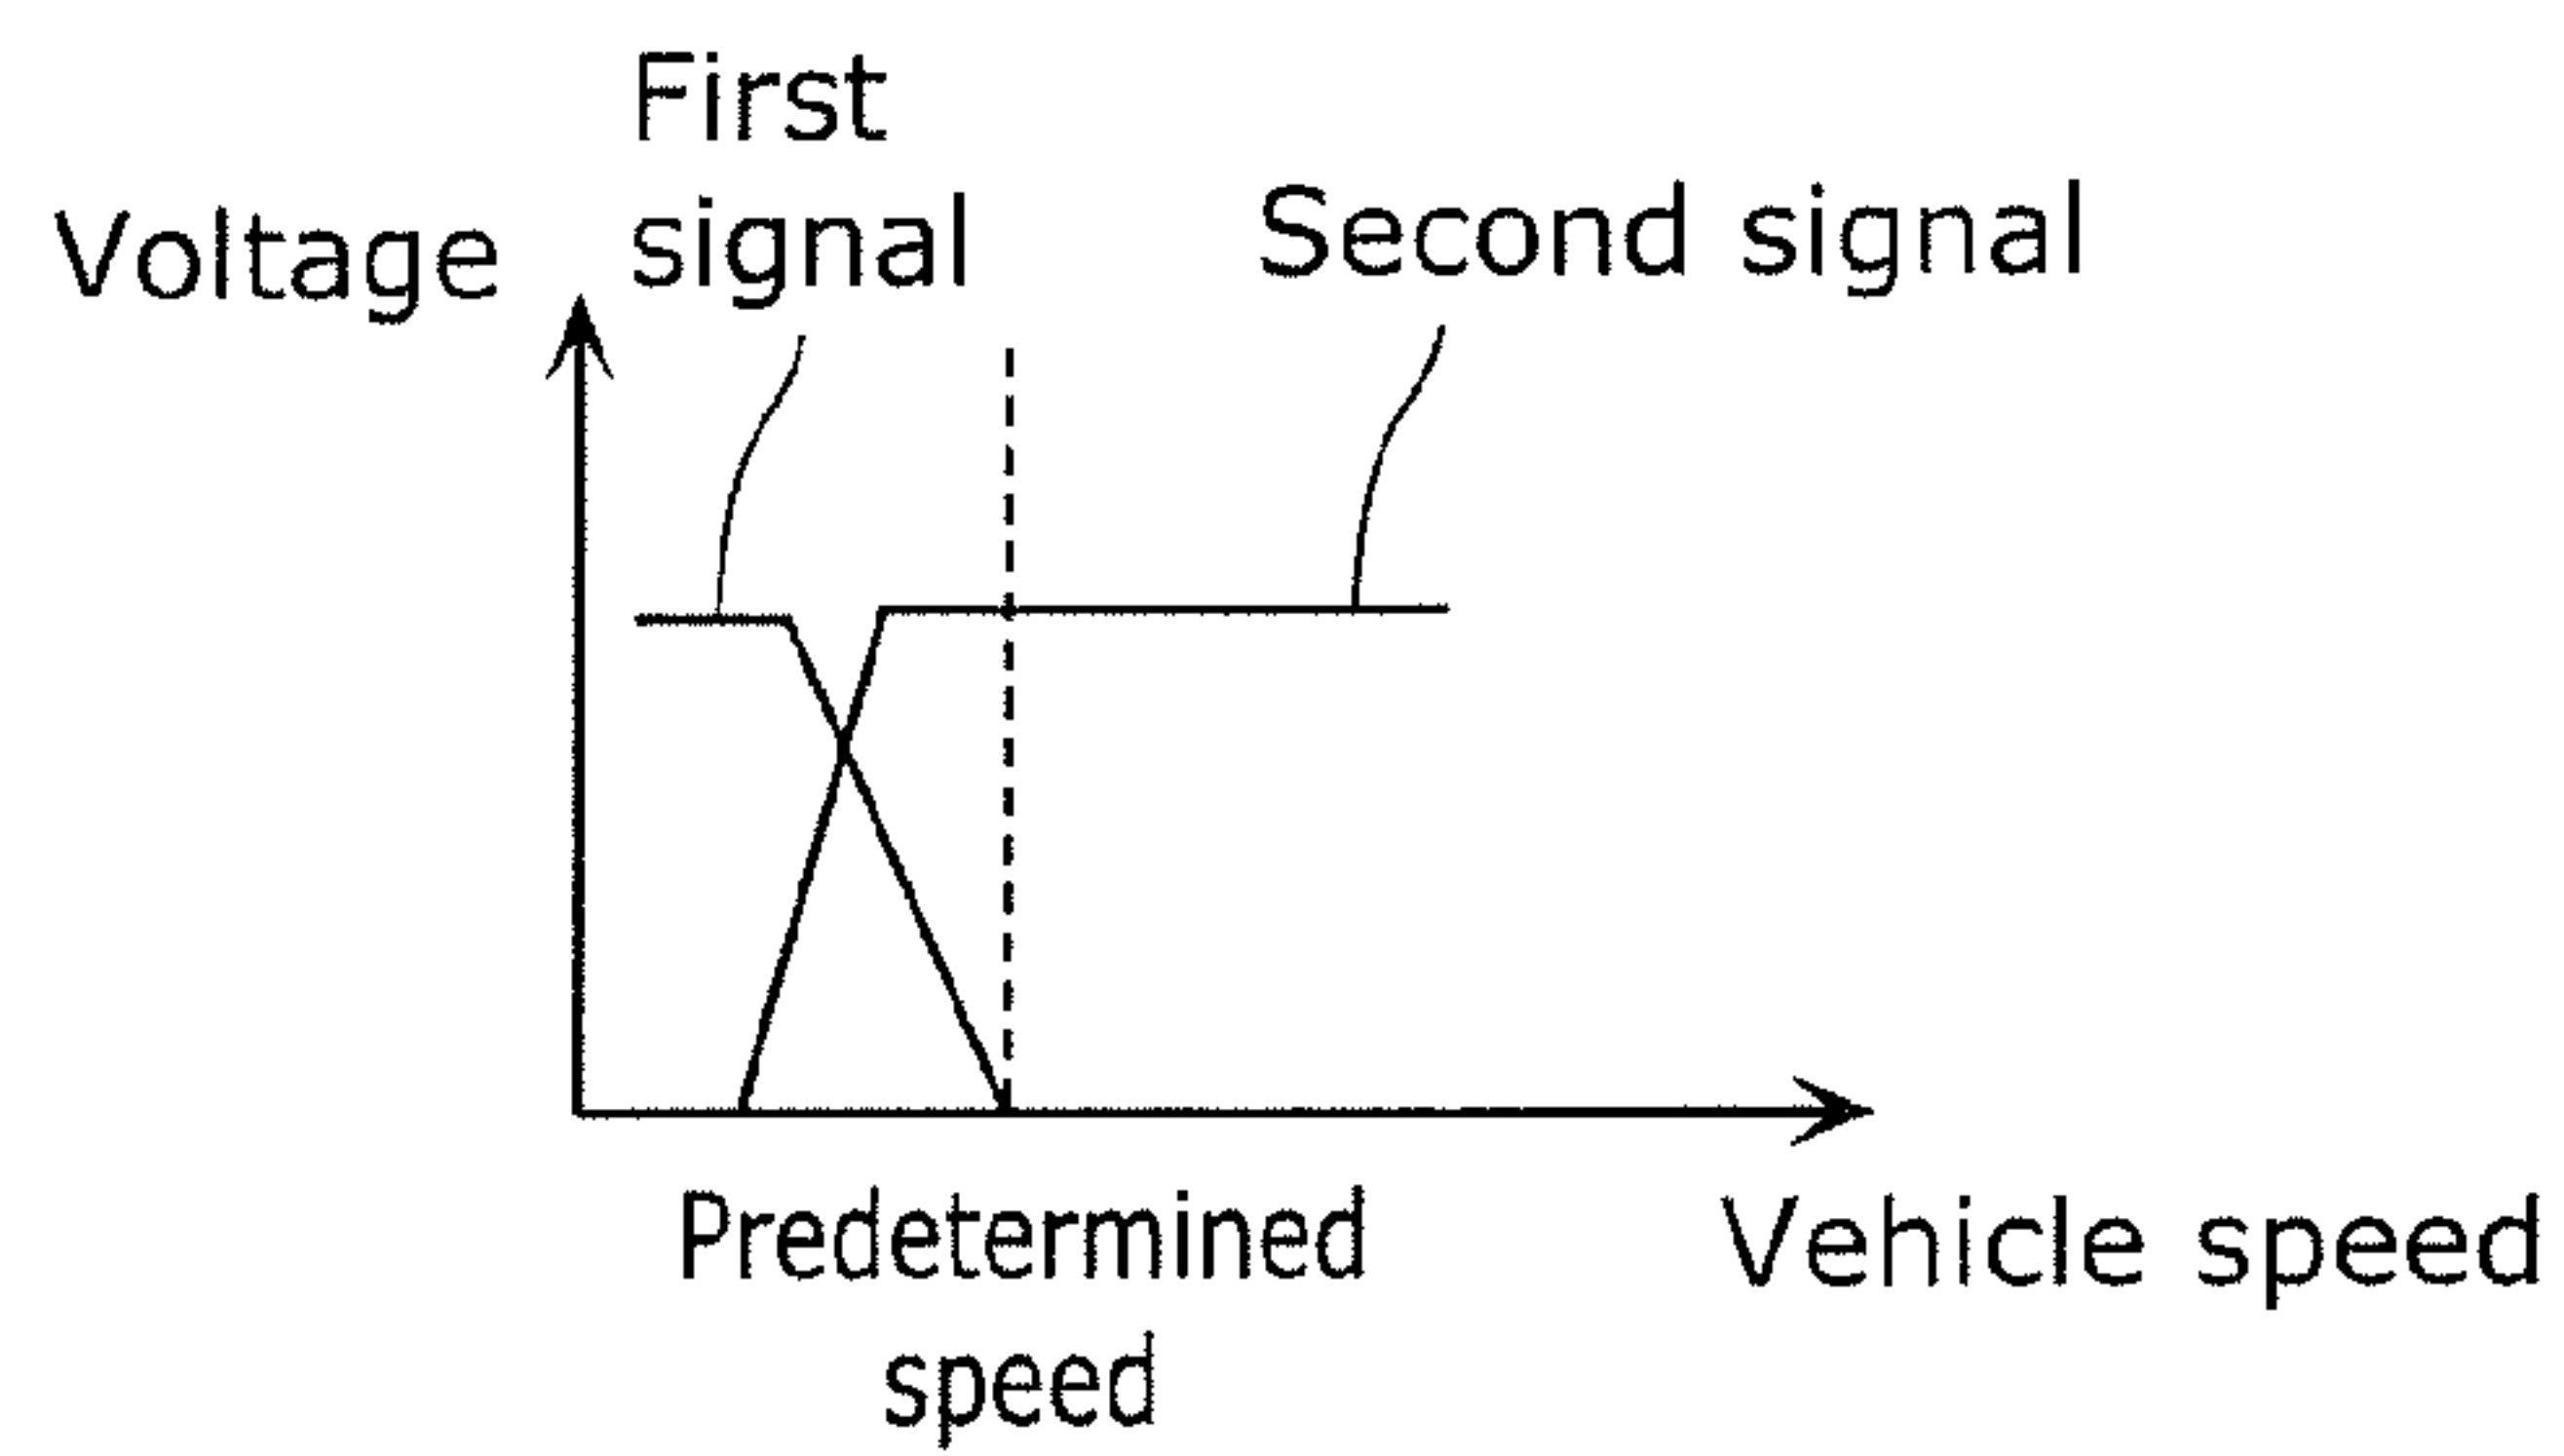 First
signal
Voltage
Second signal
Predetermined
speed
Vehicle speed